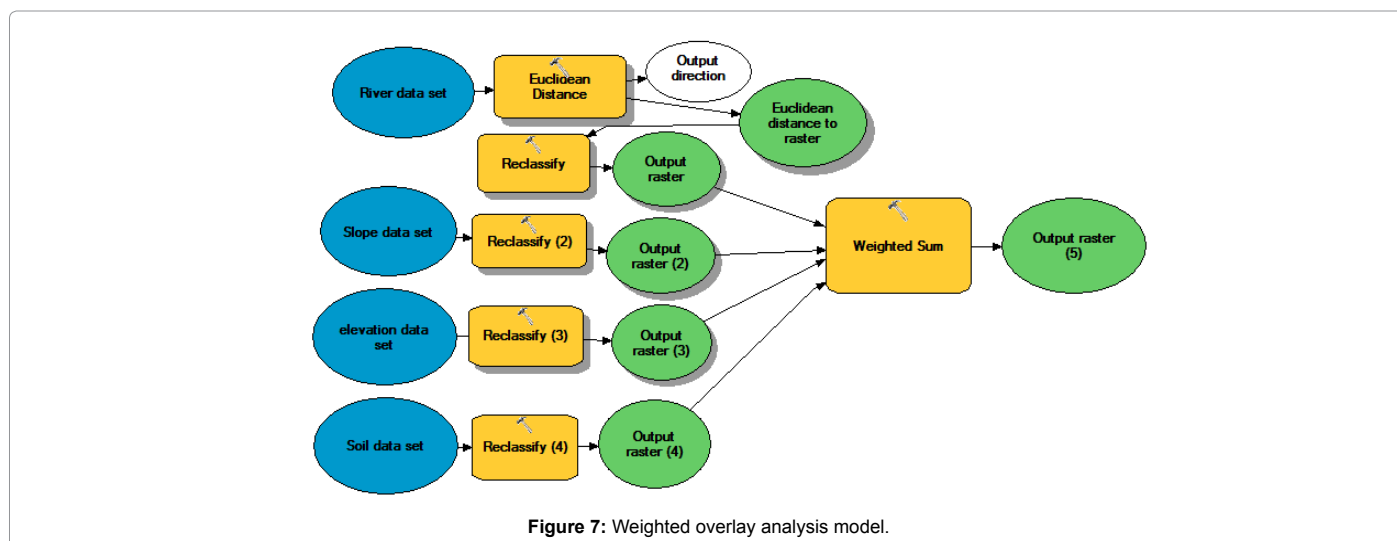 River data set
Euclidean
Distance
Output
direction
Euclidean
distance to
raster
Reclassify
Output
raster
Slope data set
Reclassify (2)
Output
raster (2)
Weighted Sum
Output raster
(5)
elevation data
set
Reclassify (3)
Output
raster (3)
Soil data set
Reclassify (4)
Output
raster (4)
Figure 7: Weighted overlay analysis model.